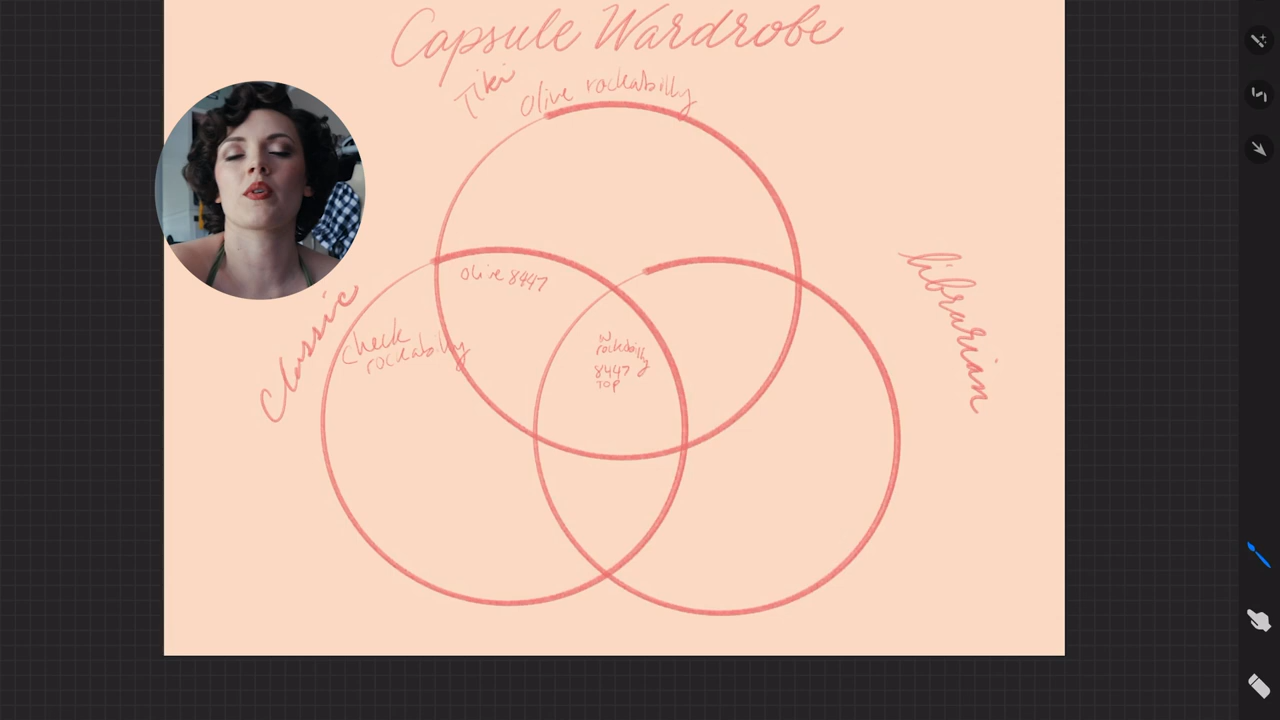 Capsule Wardrobe
Tiki
Olive rockabilly
librarian
olive 8447
classic
check
rockabilly
w
rockabilly
8447
TOP